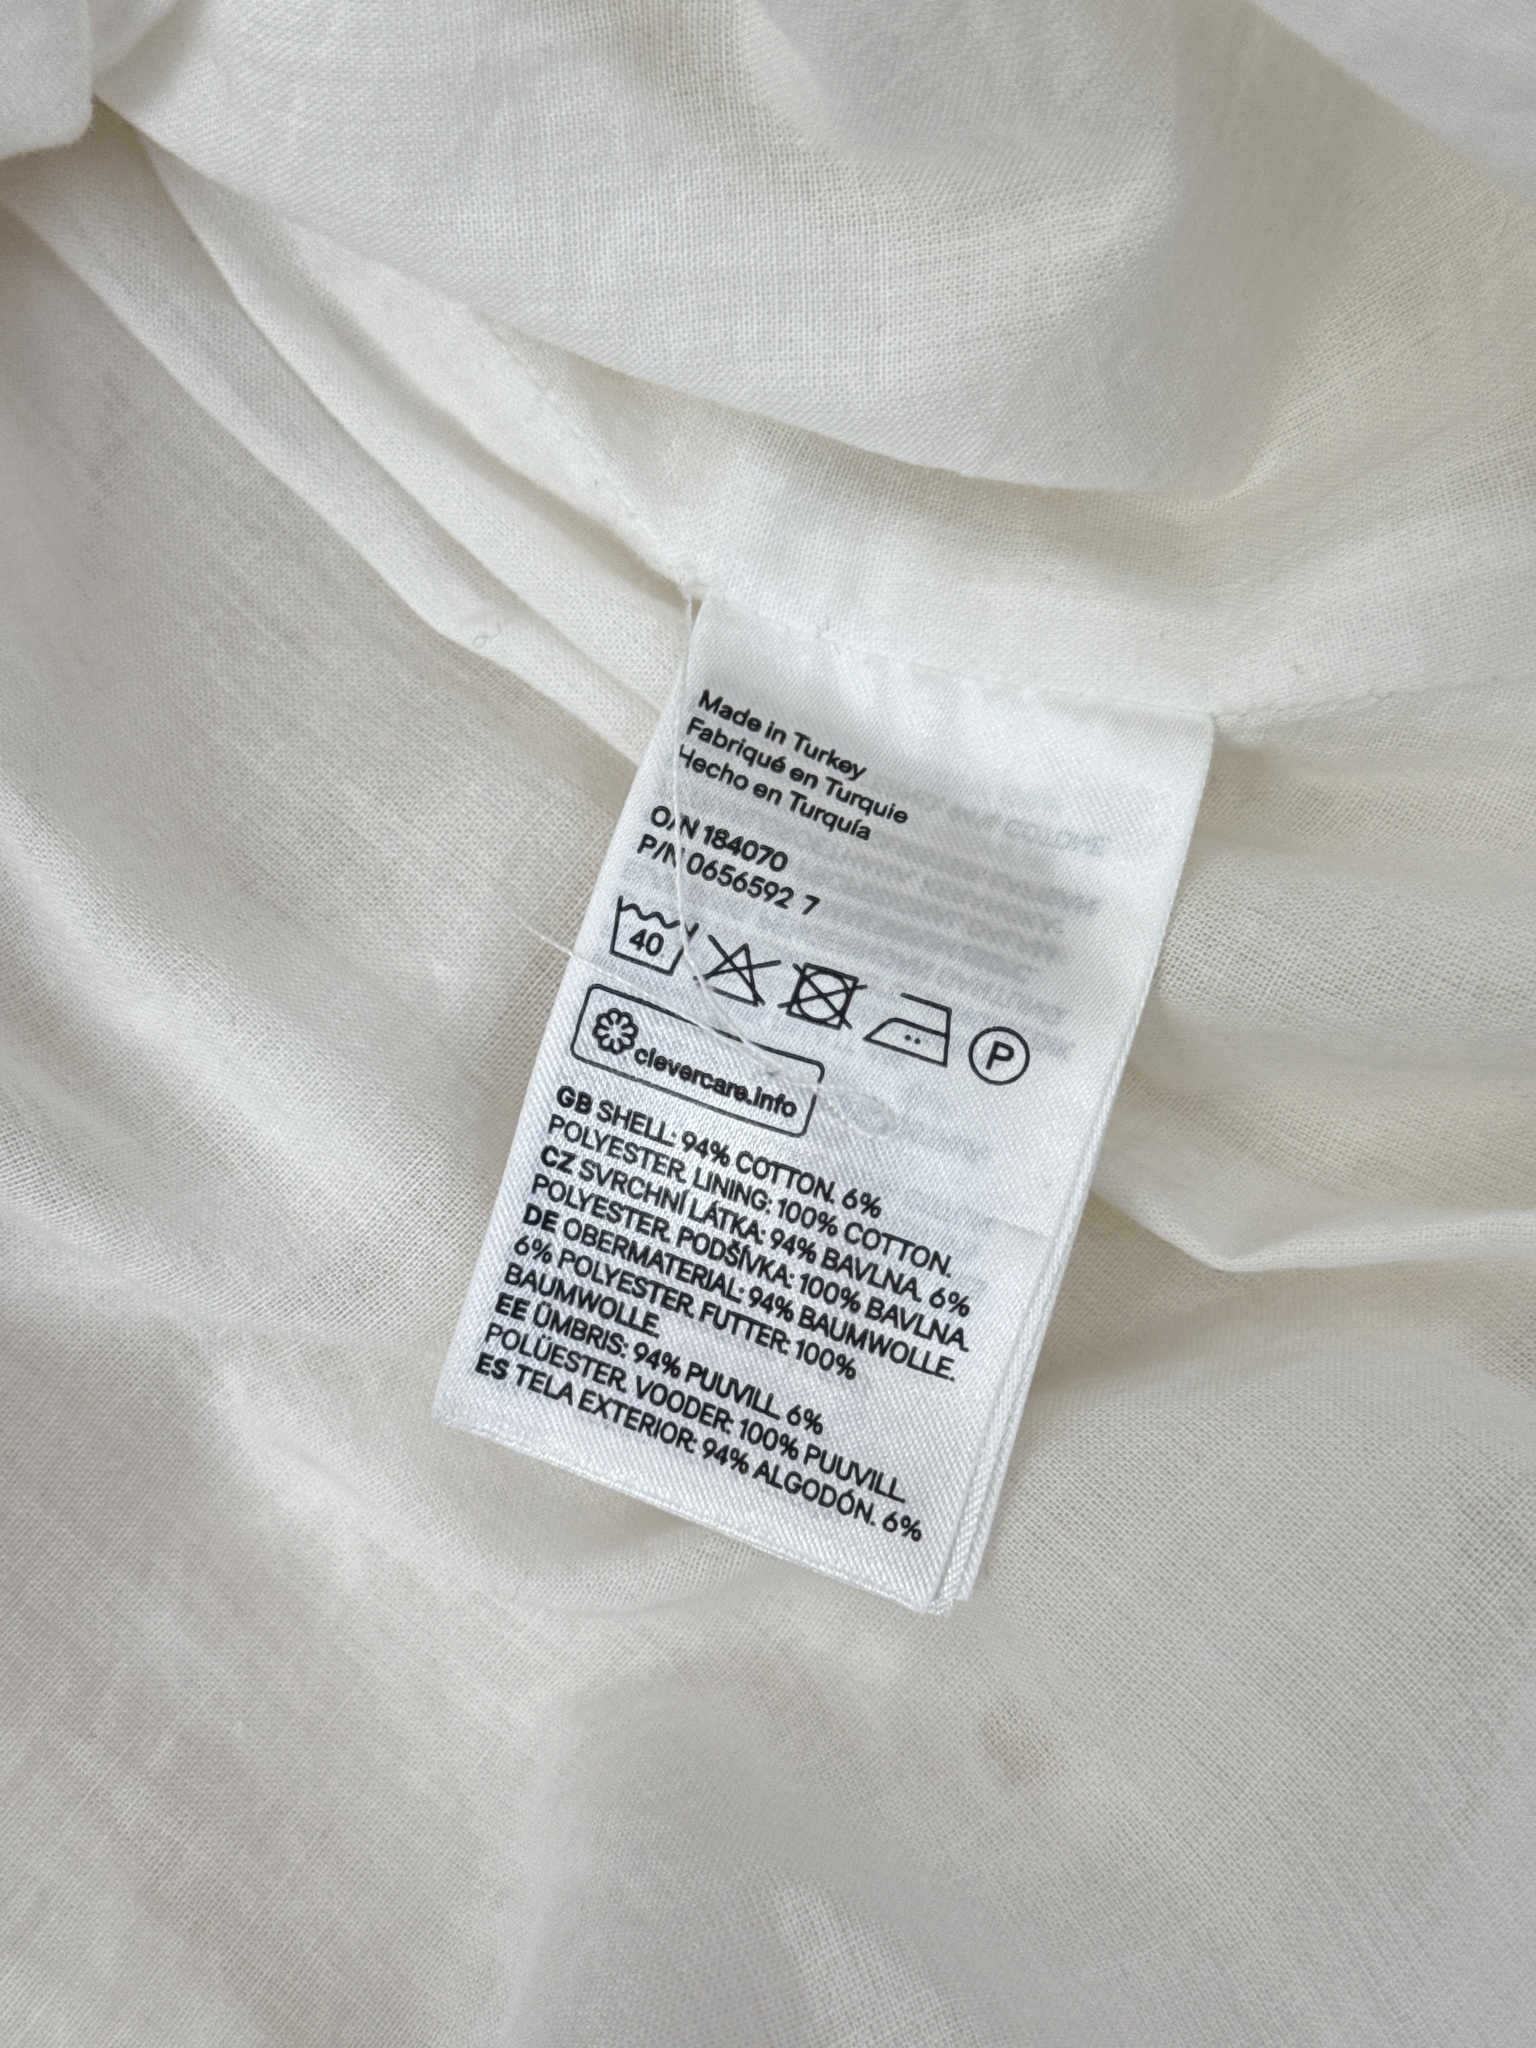 Made in Turkey
Fabriqué en Turquie
Hecho en Turquía
O/N 184070
P/N 0656592 7
40
P
clevercare.info
GB SHELL: 94% COTTON. 6%
POLYESTER. LINING: 100% COTTON.
CZ SVRCHNÍ LÁTKA: 94% BAVLNA. 6%
POLYESTER. PODŠÍVKA: 100% BAVLNA.
DE OBERMATERIAL: 94% BAUMWOLLE.
6% POLYESTER. FUTTER: 100%
BAUMWOLLE.
EE ÜMBRIS: 94% PUUVILL. 6%
POLÜESTER. VOODER: 100% PUUVILL.
ES TELA EXTERIOR: 94% ALGODÓN. 6%